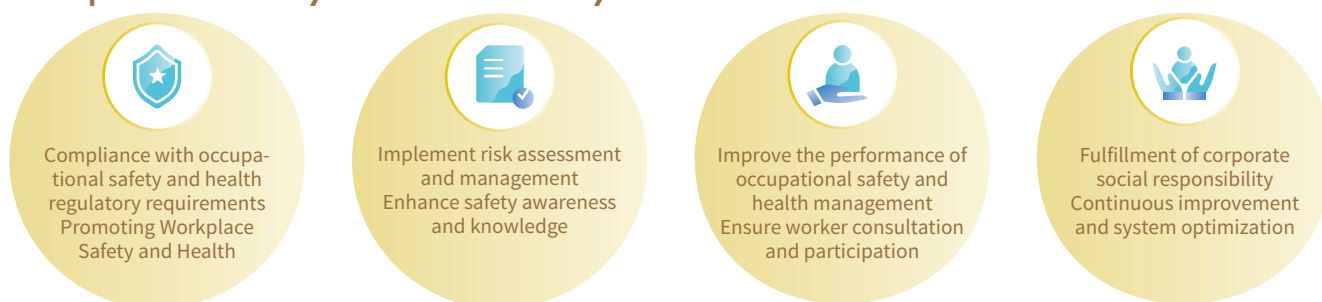 Compliance with occupa-
tional safety and health
regulatory requirements
Promoting Workplace
Safety and Health
Implement risk assessment
and management
Enhance safety awareness
and knowledge
Improve the performance of
occupational safety and
health management
Ensure worker consultation
and participation
Fulfillment of corporate
social responsibility
Continuous improvement
and system optimization